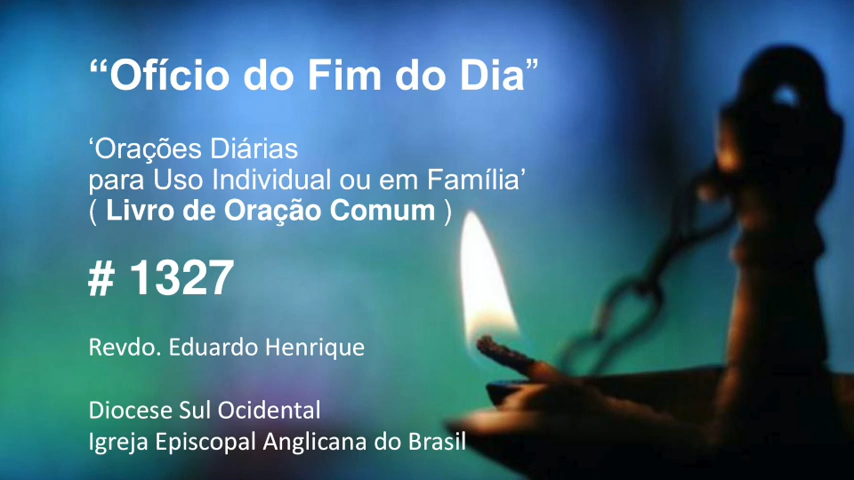 “Ofício do Fim do Dia”
‘Orações Diárias
para Uso Individual ou em Família’
( Livro de Oração Comum )
# 1327
Revdo. Eduardo Henrique
Diocese Sul Ocidental
Igreja Episcopal Anglicana do Brasil